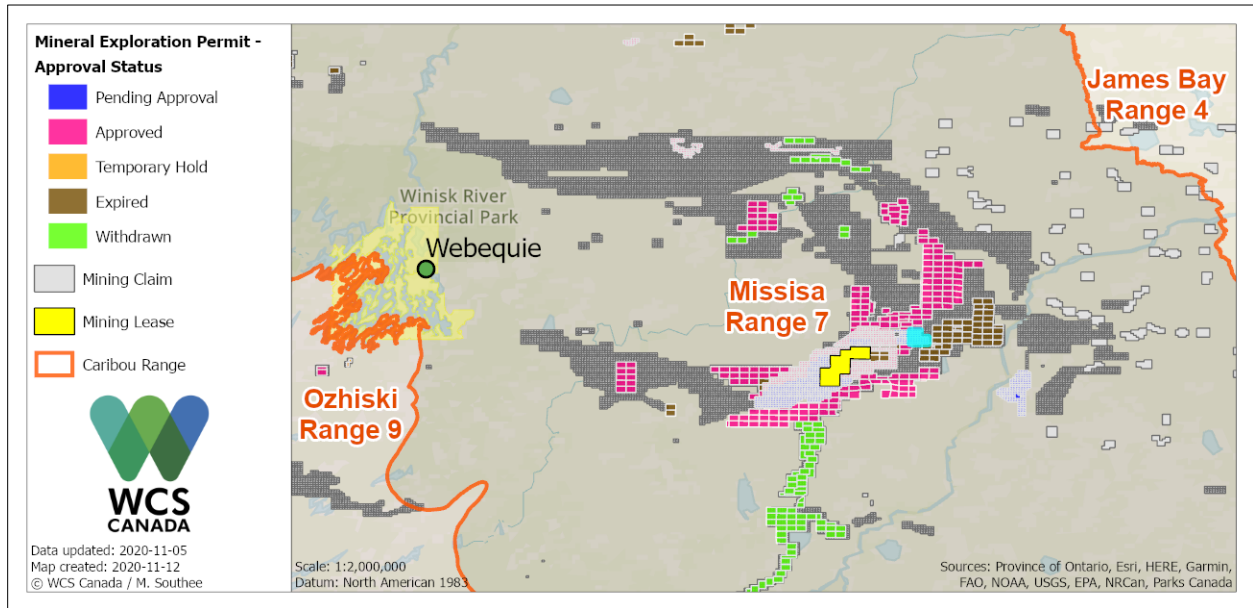 Mineral Exploration Permit -
Approval Status
Pending Approval
Approved
Temporary Hold
Expired
Withdrawn
Mining Claim
Mining Lease
Caribou Range
WCS
CANADA
Data updated: 2020-11-05
Map created: 2020-11-12
© WCS Canada / M. Southee
James Bay
Range 4
Winisk River
Provincial Park
Webequie
Missisa
Range 7
Ozhiski
Range 9
Scale: 1:2,000,000
Datum: North American 1983
Sources: Province of Ontario, Esri, HERE, Garmin,
FAO, NOAA, USGS, EPA, NRCan, Parks Canada